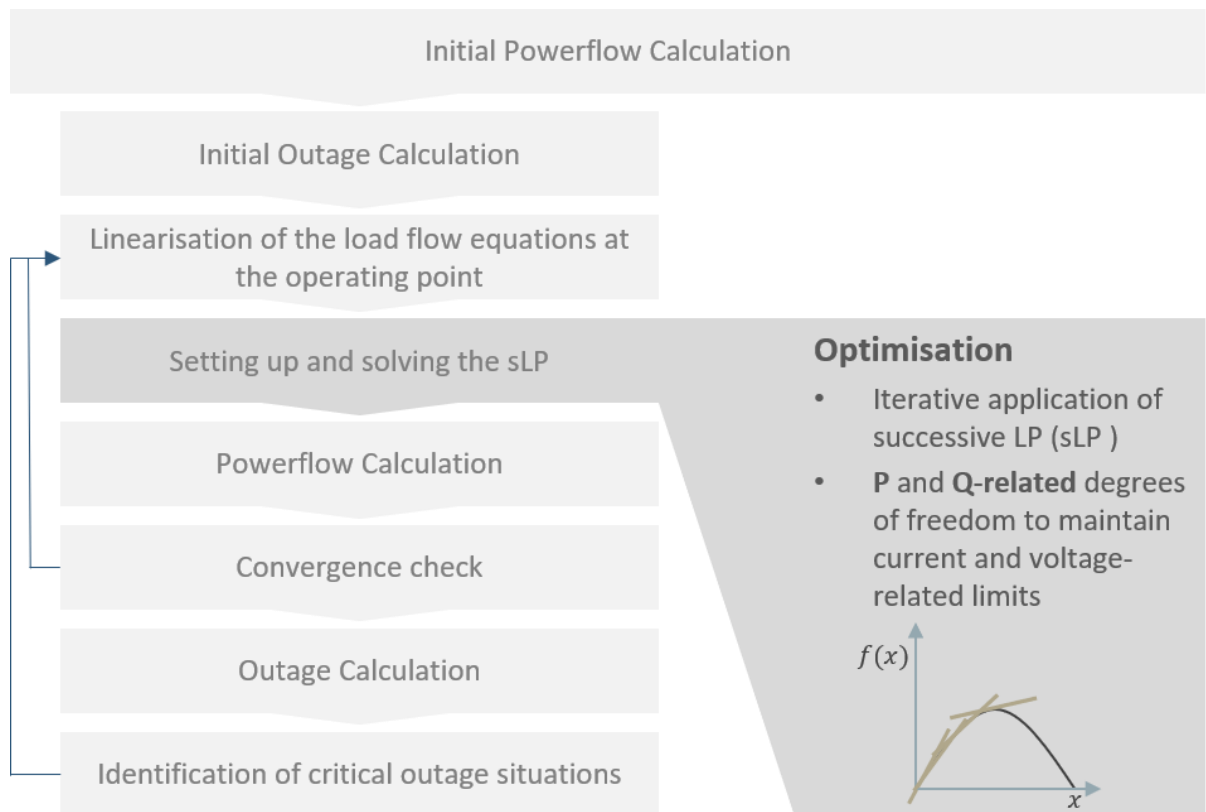 Initial Powerflow Calculation
Initial Outage Calculation
Linearisation of the load flow equations at
the operating point
Setting up and solving the sLP
Powerflow Calculation
Convergence check
Outage Calculation
Identification of critical outage situations
Optimisation
• Iterative application of
successive LP (sLP )
• P and Q-related degrees
of freedom to maintain
current and voltage-
related limits
f(x)
x